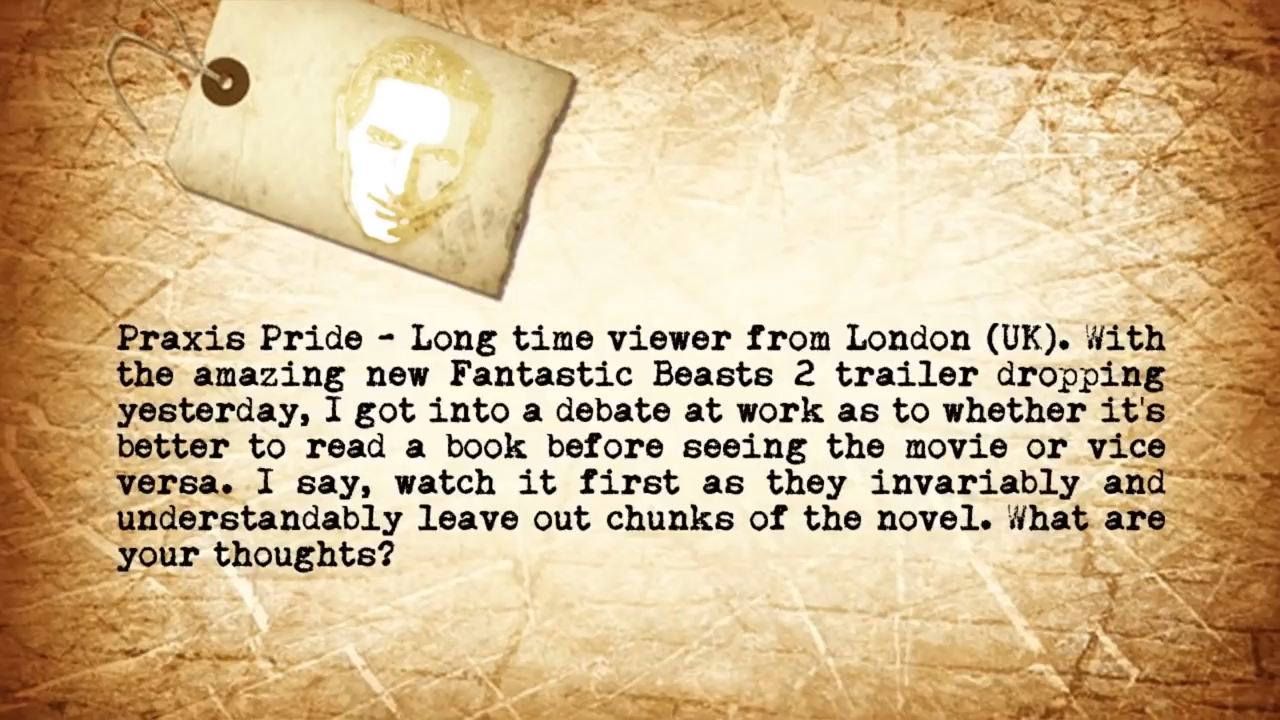 Praxis Pride - Long time viewer from London (UK). With
the amazing new Fantastic Beasts 2 trailer dropping
yesterday, I got into a debate at work as to whether it's
better to read a book before seeing the movie or vice
versa. I say, watch it first as they invariably and
understandably leave out chunks of the novel. What are
your thoughts?